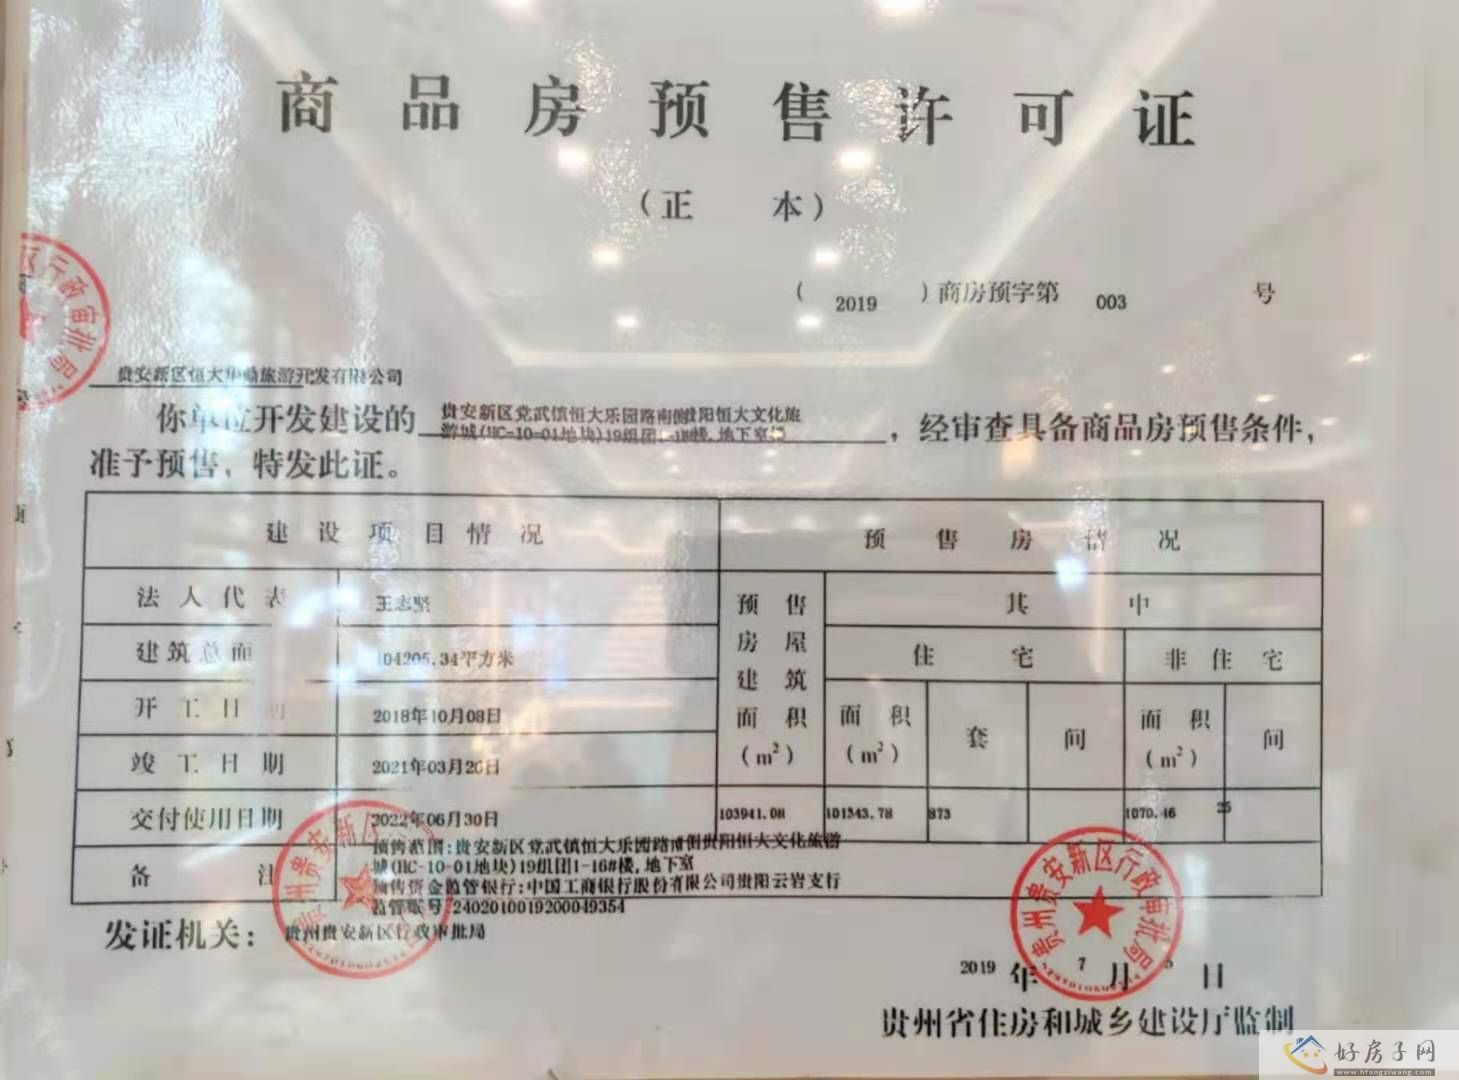 商品房预售许可证
（正 本）
（ 2019 ）商房预字第 003 号
贵安新区恒大 旅游开发有限公司
你单位开发建设的 贵安新区党武镇恒大乐园路南侧贵阳恒大文化旅
游城(HC-10-01地块)19组团1-16#楼,地下室 ，经审查具备商品房预售条件，
准予预售，特发此证。
建设项目情况 预售房情况
法人代表 王志坚 预售房屋建筑面积(m²) 其中
建筑总面 104205.34平方米 住宅 非住宅
开工日期 2018年10月08日 面积(m²) 套 间 面积(m²) 间
竣工日期 2021年03月26日
交付使用日期 2022年06月30日 103941.08 101343.78 873 1070.46 25
备注 预售范围:贵安新区党武镇恒大乐园路南侧贵阳恒大文化旅游
城(HC-10-01地块)19组团1-16#楼,地下室
预售资金监管银行:中国工商银行股份有限公司贵阳云岩支行
监管账号:2402010019200049354
发证机关： 贵州贵安新区行政审批局
2019 年 7 月 5 日
贵州省住房和城乡建设厅监制
贵州贵安新区行政审批局
好房子网
www.hfangziwang.com